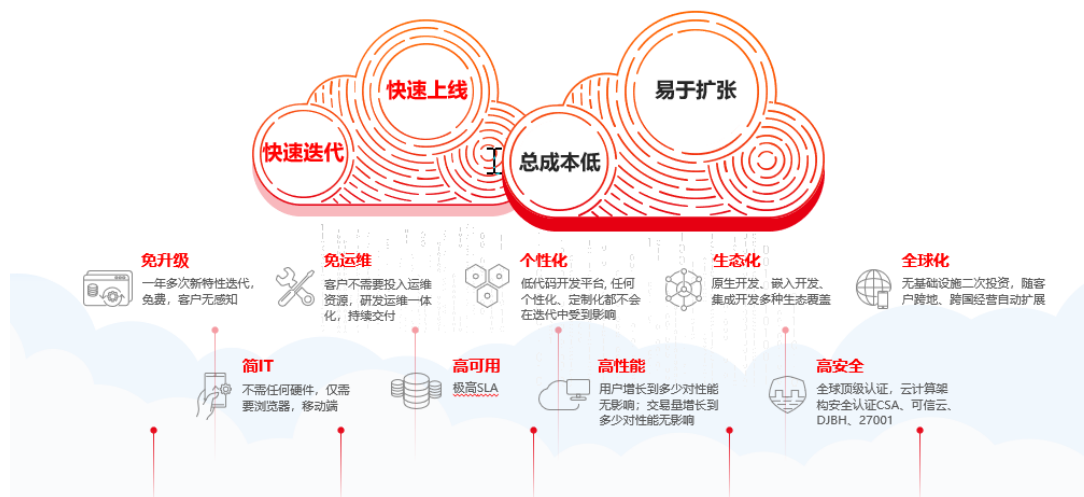 快速上线
易于扩张
快速迭代
总成本低
免升级
一年多次新特性迭代，
免费，客户无感知
免运维
客户不需要投入运维
资源，研发运维一体
化，持续交付
个性化
低代码开发平台, 任何
个性化、定制化都不会
在迭代中受到影响
生态化
原生开发、嵌入开发、
集成开发多种生态覆盖
全球化
无基础设施二次投资，随客
户跨地、跨国经营自动扩展
简IT
不需任何硬件，仅需
要浏览器，移动端
高可用
极高SLA
高性能
用户增长到多少对性能
无影响；交易量增长到
多少对性能无影响
高安全
全球顶级认证，云计算架
构安全认证CSA、可信云、
DJBH、27001